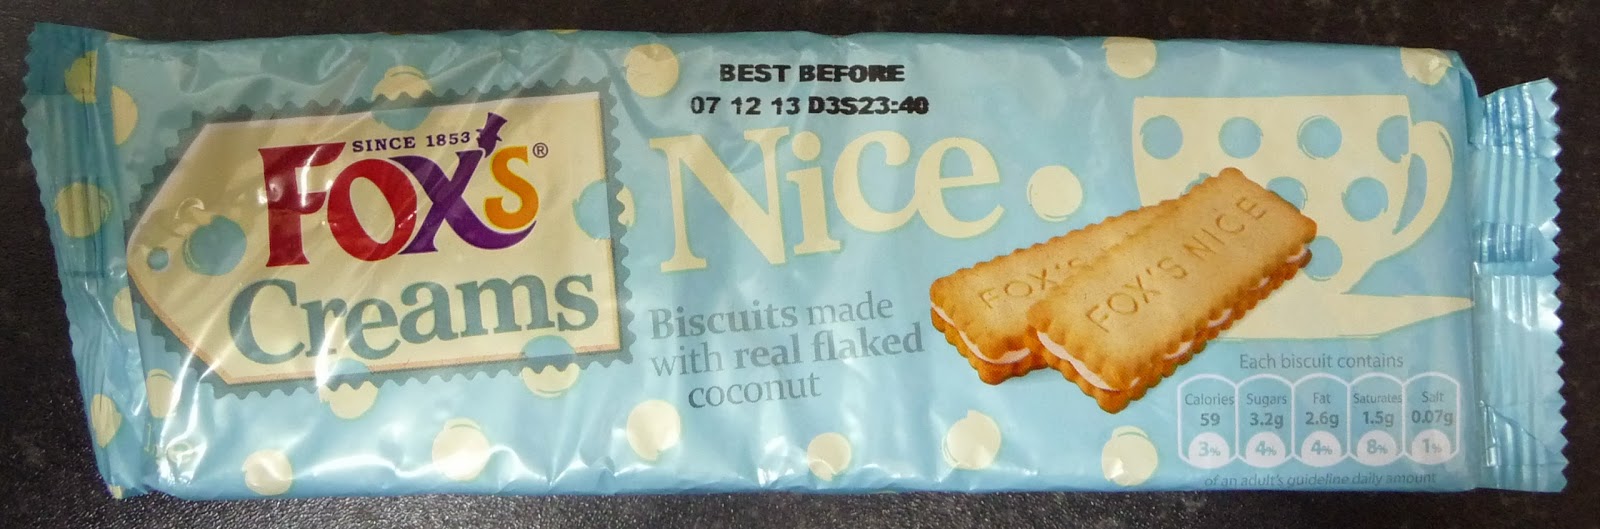 BEST BEFORE
07 12 13 D3S23:40
SINCE 1853
FOX'S®
Creams
Nice
Biscuits made
with real flaked
coconut
FOX'S
FOX'S NICE
Each biscuit contains
Calories Sugars Fat Saturates Salt
59 3.2g 2.6g 1.5g 0.07g
3% 4% 4% 8% 1%
of an adult's guideline daily amount